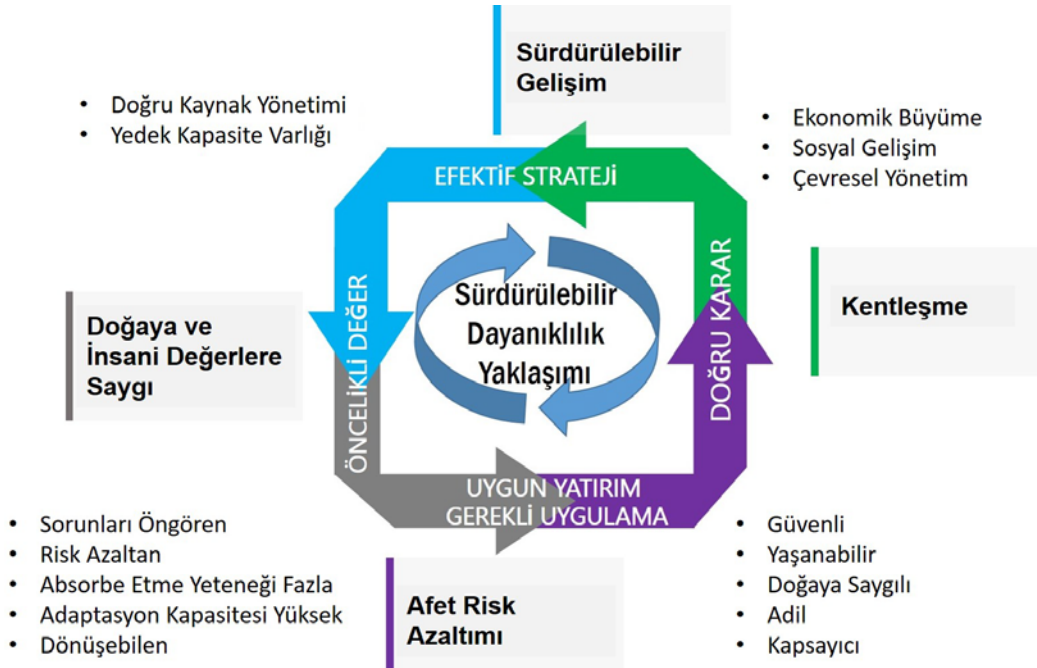 Sürdürülebilir
Gelişim
• Doğru Kaynak Yönetimi
• Yedek Kapasite Varlığı
• Ekonomik Büyüme
• Sosyal Gelişim
• Çevresel Yönetim
EFEKTİF STRATEJİ
ÖNCELİKLİ DEĞER
Sürdürülebilir
Dayanıklılık
Yaklaşımı
DOĞRU KARAR
Kentleşme
Doğaya ve
İnsani Değerlere
Saygı
UYGUN YATIRIM
GEREKLİ UYGULAMA
• Sorunları Öngören
• Risk Azaltan
• Absorbe Etme Yeteneği Fazla
• Adaptasyon Kapasitesi Yüksek
• Dönüşebilen
Afet Risk
Azaltımı
• Güvenli
• Yaşanabilir
• Doğaya Saygılı
• Adil
• Kapsayıcı